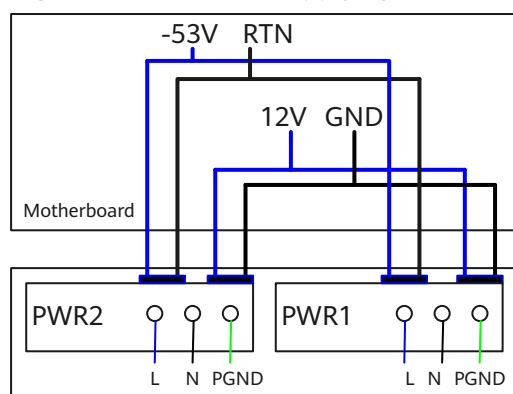 -53V RTN
12V GND
Motherboard
PWR2 PWR1
L N PGND L N PGND